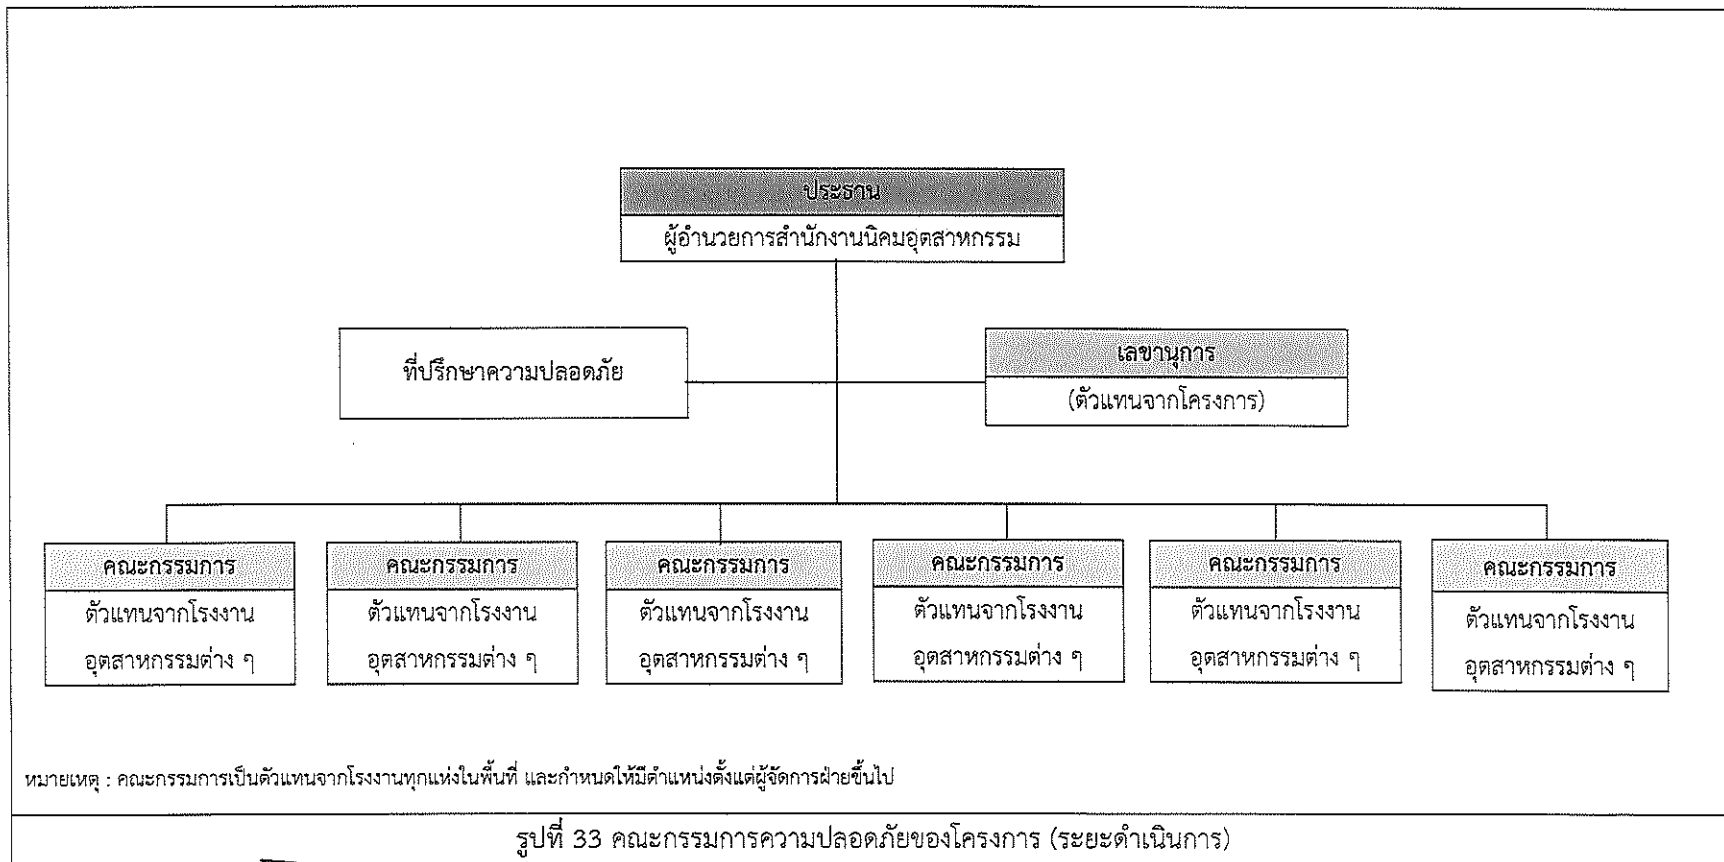 ประธาน
ผู้อำนวยการสำนักงานนิคมอุตสาหกรรม
ที่ปรึกษาความปลอดภัย
เลขานุการ
(ตัวแทนจากโครงการ)
คณะกรรมการ
ตัวแทนจากโรงงาน
อุตสาหกรรมต่าง ๆ
คณะกรรมการ
ตัวแทนจากโรงงาน
อุตสาหกรรมต่าง ๆ
คณะกรรมการ
ตัวแทนจากโรงงาน
อุตสาหกรรมต่าง ๆ
คณะกรรมการ
ตัวแทนจากโรงงาน
อุตสาหกรรมต่าง ๆ
คณะกรรมการ
ตัวแทนจากโรงงาน
อุตสาหกรรมต่าง ๆ
คณะกรรมการ
ตัวแทนจากโรงงาน
อุตสาหกรรมต่าง ๆ
หมายเหตุ : คณะกรรมการเป็นตัวแทนจากโรงงานทุกแห่งในพื้นที่ และกำหนดให้มีตำแหน่งตั้งแต่ผู้จัดการฝ่ายขึ้นไป
รูปที่ 33 คณะกรรมการความปลอดภัยของโครงการ (ระยะดำเนินการ)